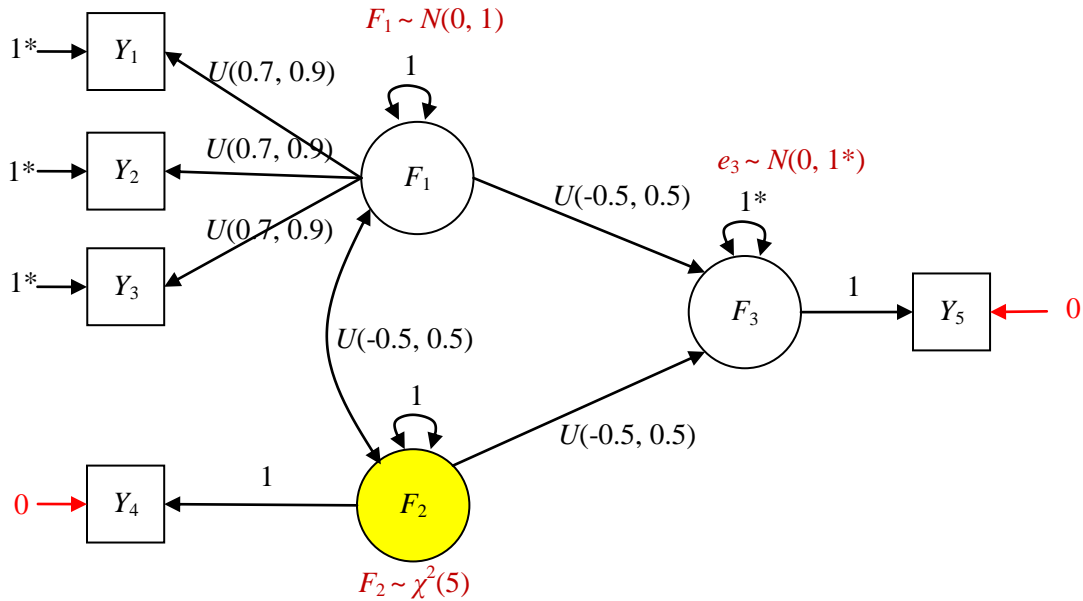 F₁ ~ N(0, 1)
1* Y₁ U(0.7, 0.9) 1
1* Y₂ U(0.7, 0.9) F₁ e₃ ~ N(0, 1*)
U(-0.5, 0.5) 1*
1* Y₃ U(0.7, 0.9)
F₃ 1 Y₅ 0
U(-0.5, 0.5)
1
U(-0.5, 0.5)
0 Y₄ 1 F₂
F₂ ~ χ²(5)